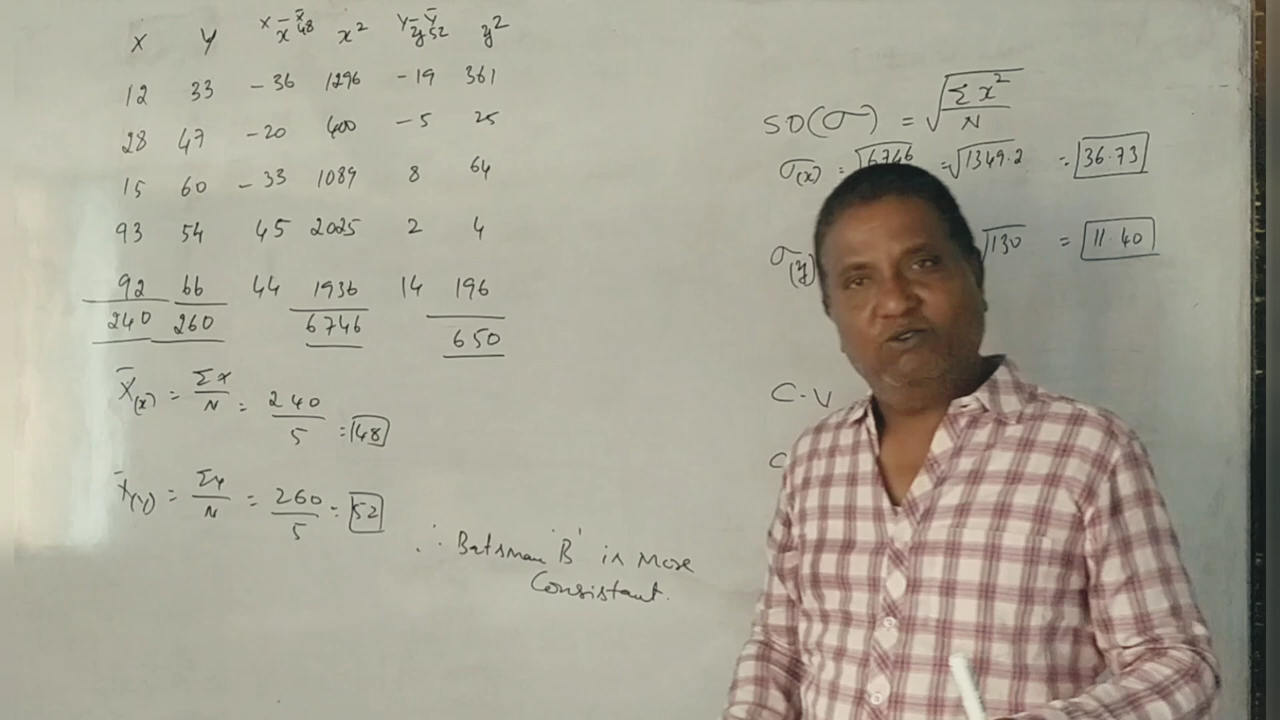 X Y X - X̄ 48 x x² Y - Ȳ 52 y y²
12 33 - 36 1296 - 19 361
28 47 - 20 400 - 5 25
15 60 - 33 1089 8 64
93 54 45 2025 2 4
92 66 44 1936 14 196
240 260 6746 650
X̄(x) = Σx/N = 240/5 = 48
X̄(y) = Σy/N = 260/5 = 52
∴ Batsman 'B' is More
Consistant.
SD(σ) = √Σx²/N
σ(x) = √6746 = √1349.2 = 36.73
σ(y) √130 = 11.40
C.V
C